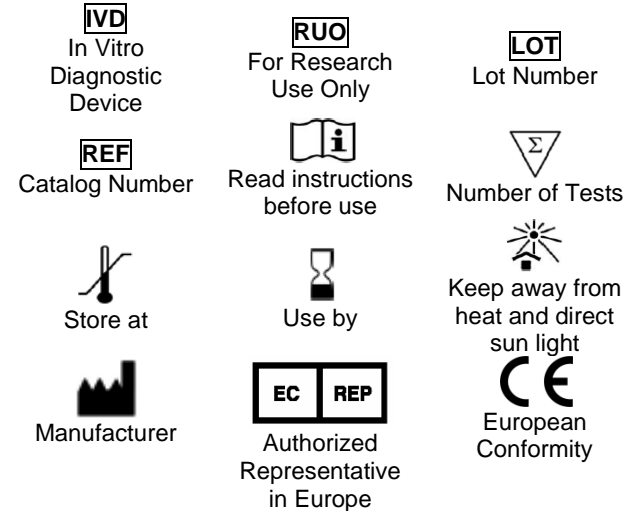 IVD
In Vitro
Diagnostic
Device
RUO
For Research
Use Only
LOT
Lot Number
REF
Catalog Number
i
Read instructions
before use
Σ
Number of Tests
Store at
Use by
Keep away from
heat and direct
sun light
Manufacturer
EC REP
Authorized
Representative
in Europe
CE
European
Conformity